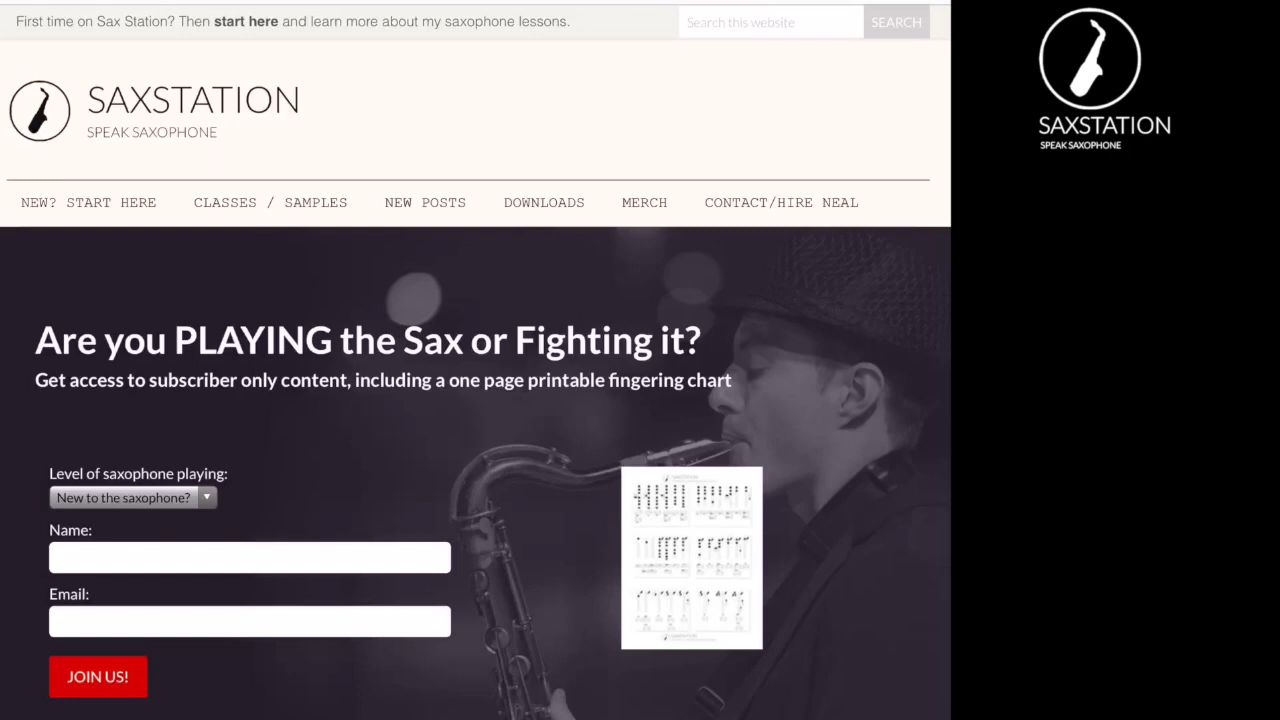 First time on Sax Station? Then start here and learn more about my saxophone lessons.
Search this website
SEARCH
SAXSTATION
SPEAK SAXOPHONE
SAXSTATION
SPEAK SAXOPHONE
NEW? START HERE
CLASSES / SAMPLES
NEW POSTS
DOWNLOADS
MERCH
CONTACT/HIRE NEAL
Are you PLAYING the Sax or Fighting it?
Get access to subscriber only content, including a one page printable fingering chart
Level of saxophone playing:
New to the saxophone?
Name:
Email:
JOIN US!
SAXSTATION
SAXSTATION